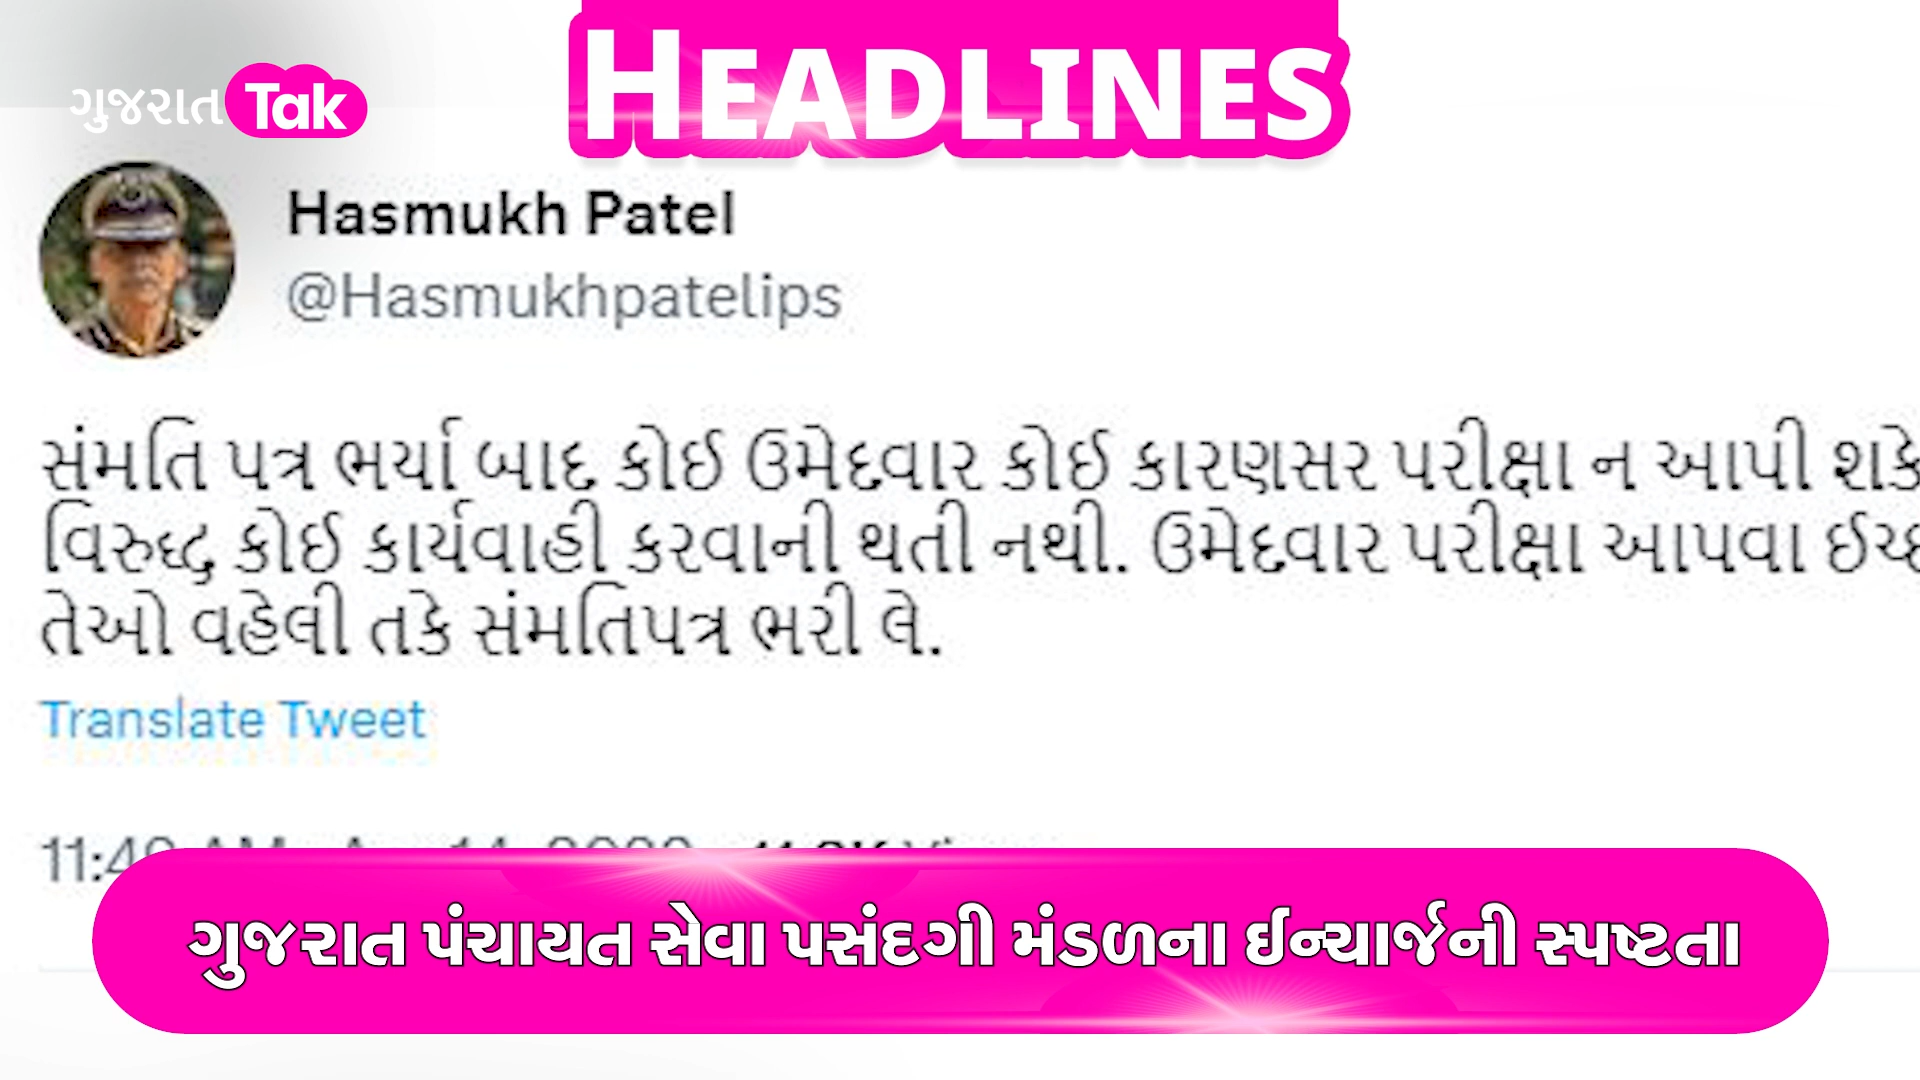 HEADLINES
ગુજરાત Tak
Hasmukh Patel
@Hasmukhpatelips
સંમતિ પત્ર ભર્યા બાદ કોઈ ઉમેદવાર કોઈ કારણસર પરીક્ષા ન આપી શકે
વિરુદ્ધ કોઈ કાર્યવાહી કરવાની થતી નથી. ઉમેદવાર પરીક્ષા આપવા
તેઓ વહેલી તકે સંમતિપત્ર ભરી લે.
Translate Tweet
ગુજરાત પંચાયત સેવા પસંદગી મંડળના ઈન્ચાર્જની સ્પષ્ટતા